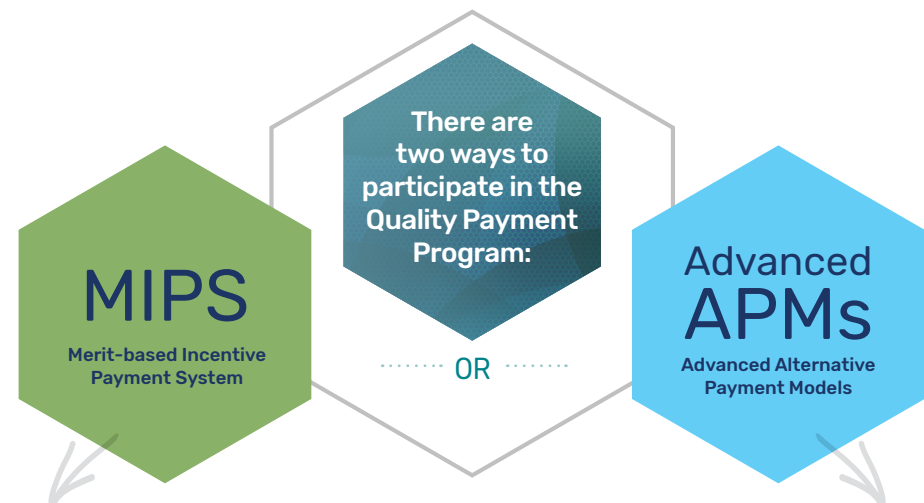 There are
two ways to
participate in the
Quality Payment
Program:
MIPS
Merit-based Incentive
Payment System
OR
Advanced
APMs
Advanced Alternative
Payment Models